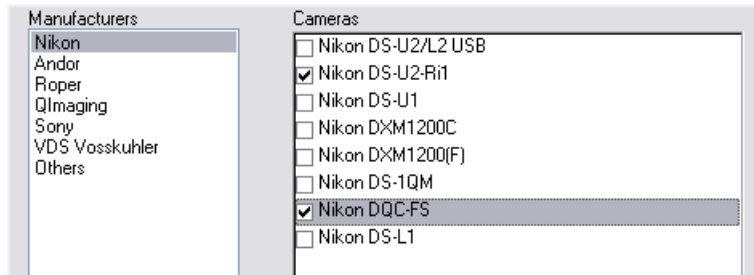 Manufacturers
Nikon
Andor
Roper
QImaging
Sony
VDS Vosskuhler
Others
Cameras
Nikon DS-U2/L2 USB
Nikon DS-U2-Ri1
Nikon DS-U1
Nikon DXM1200C
Nikon DXM1200(F)
Nikon DS-1QM
Nikon DQC-FS
Nikon DS-L1